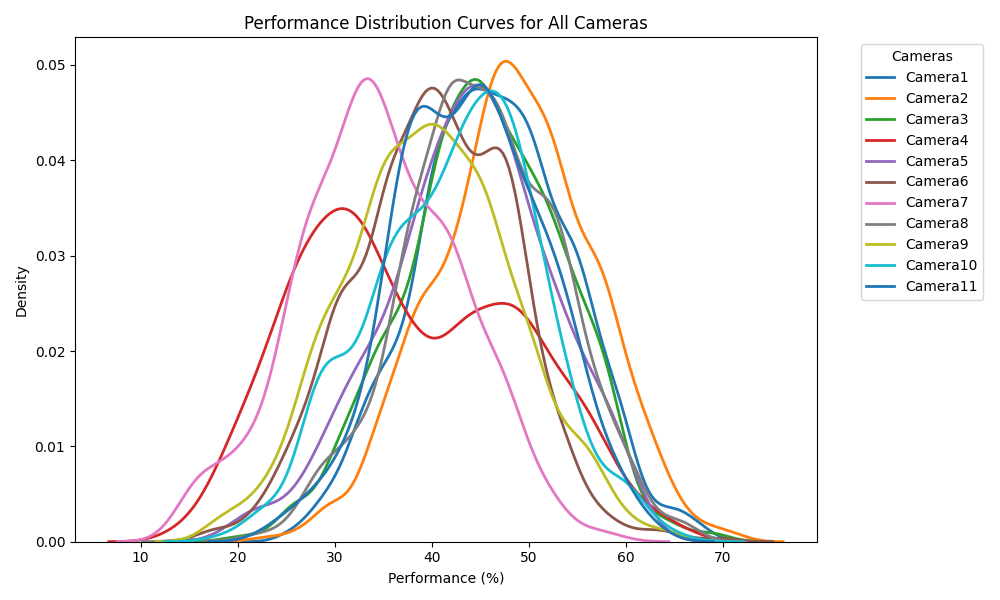 Performance Distribution Curves for All Cameras
Cameras
Camera1
Camera2
Camera3
Camera4
Camera5
Camera6
Camera7
Camera8
Camera9
Camera10
Camera11
Density
0.05
0.04
0.03
0.02
0.01
0.00
10 20 30 40 50 60 70
Performance (%)